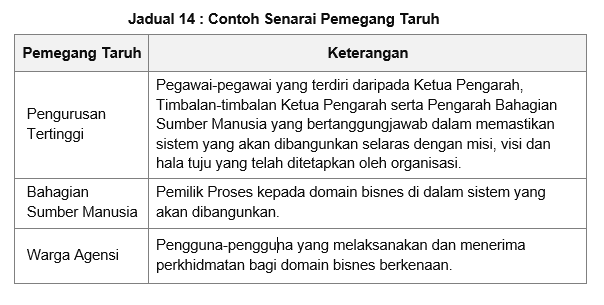 Jadual 14 : Contoh Senarai Pemegang Taruh
Pemegang Taruh
Keterangan
Pengurusan
Tertinggi
Pegawai-pegawai yang terdiri daripada Ketua Pengarah,
Timbalan-timbalan Ketua Pengarah serta Pengarah Bahagian
Sumber Manusia yang bertanggungjawab dalam memastikan
sistem yang akan dibangunkan selaras dengan misi, visi dan
hala tuju yang telah ditetapkan oleh organisasi.
Bahagian
Sumber Manusia
Pemilik Proses kepada domain bisnes di dalam sistem yang
akan dibangunkan.
Warga Agensi
Pengguna-pengguna yang melaksanakan dan menerima
perkhidmatan bagi domain bisnes berkenaan.